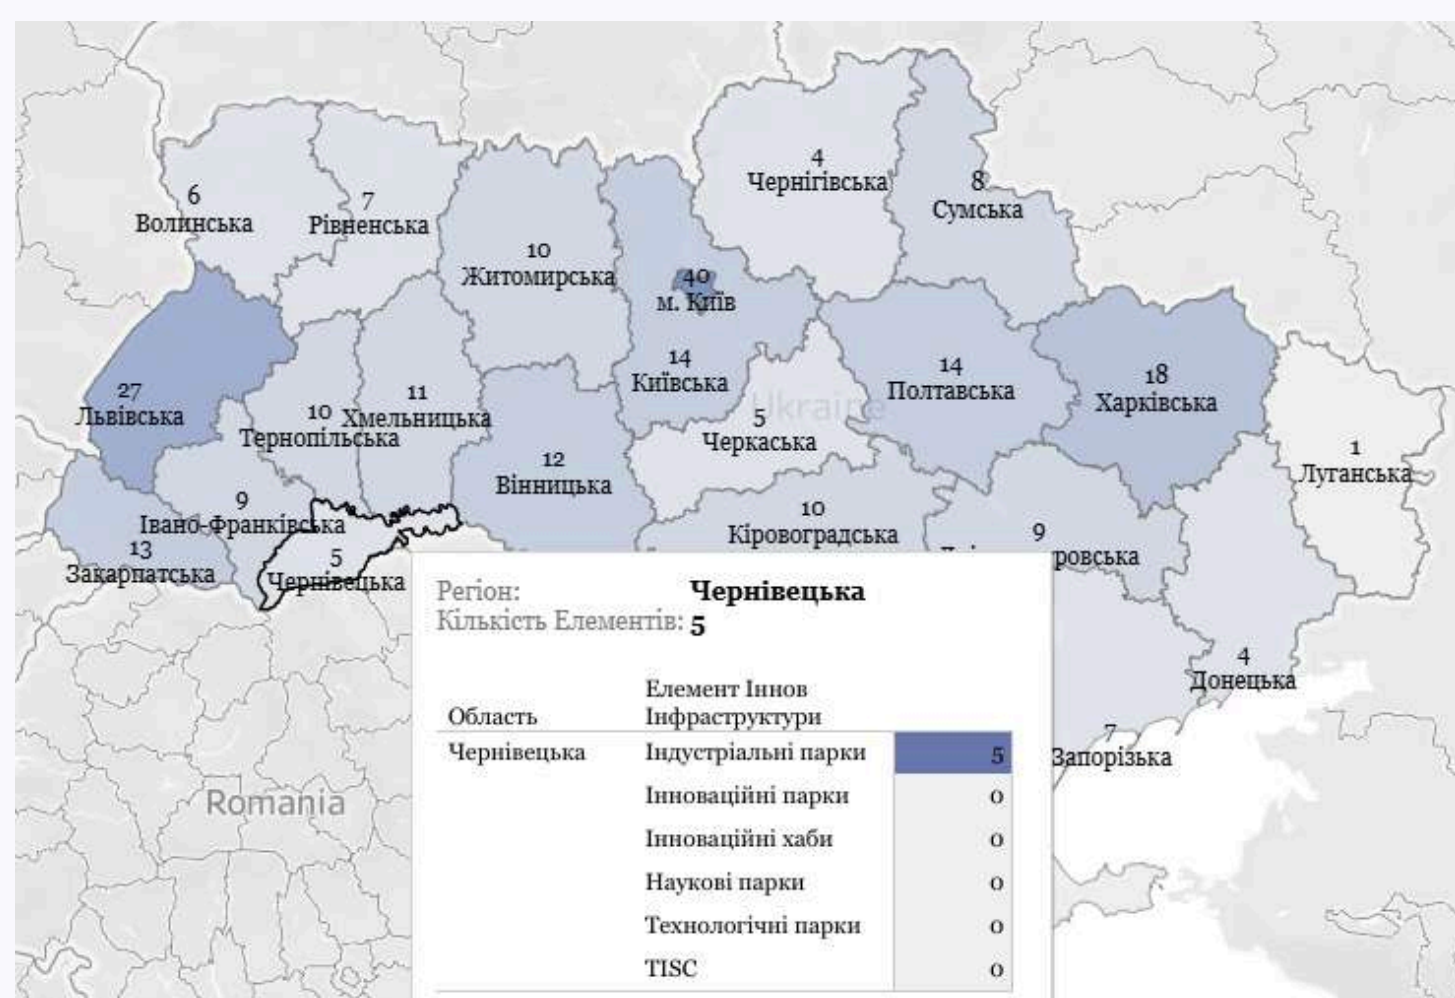 4
Чернігівська
8
Сумська
6
Волинська
7
Рівненська
10
Житомирська
40
м. Київ
14
Київська
14
Полтавська
18
Харківська
27
Львівська
10
Тернопільська
11
Хмельницька
Ukraine
5
Черкаська
1
Луганська
12
Вінницька
9
Івано-Франківська
10
Кіровоградська
9
ровська
13
Закарпатська
5
Чернівецька
4
Донецька
7
Запорізька
Romania
Регіон: Чернівецька
Кількість Елементів: 5
Область Елемент Іннов
Інфраструктури
Чернівецька Індустріальні парки 5
Інноваційні парки 0
Інноваційні хаби 0
Наукові парки 0
Технологічні парки 0
TISC 0